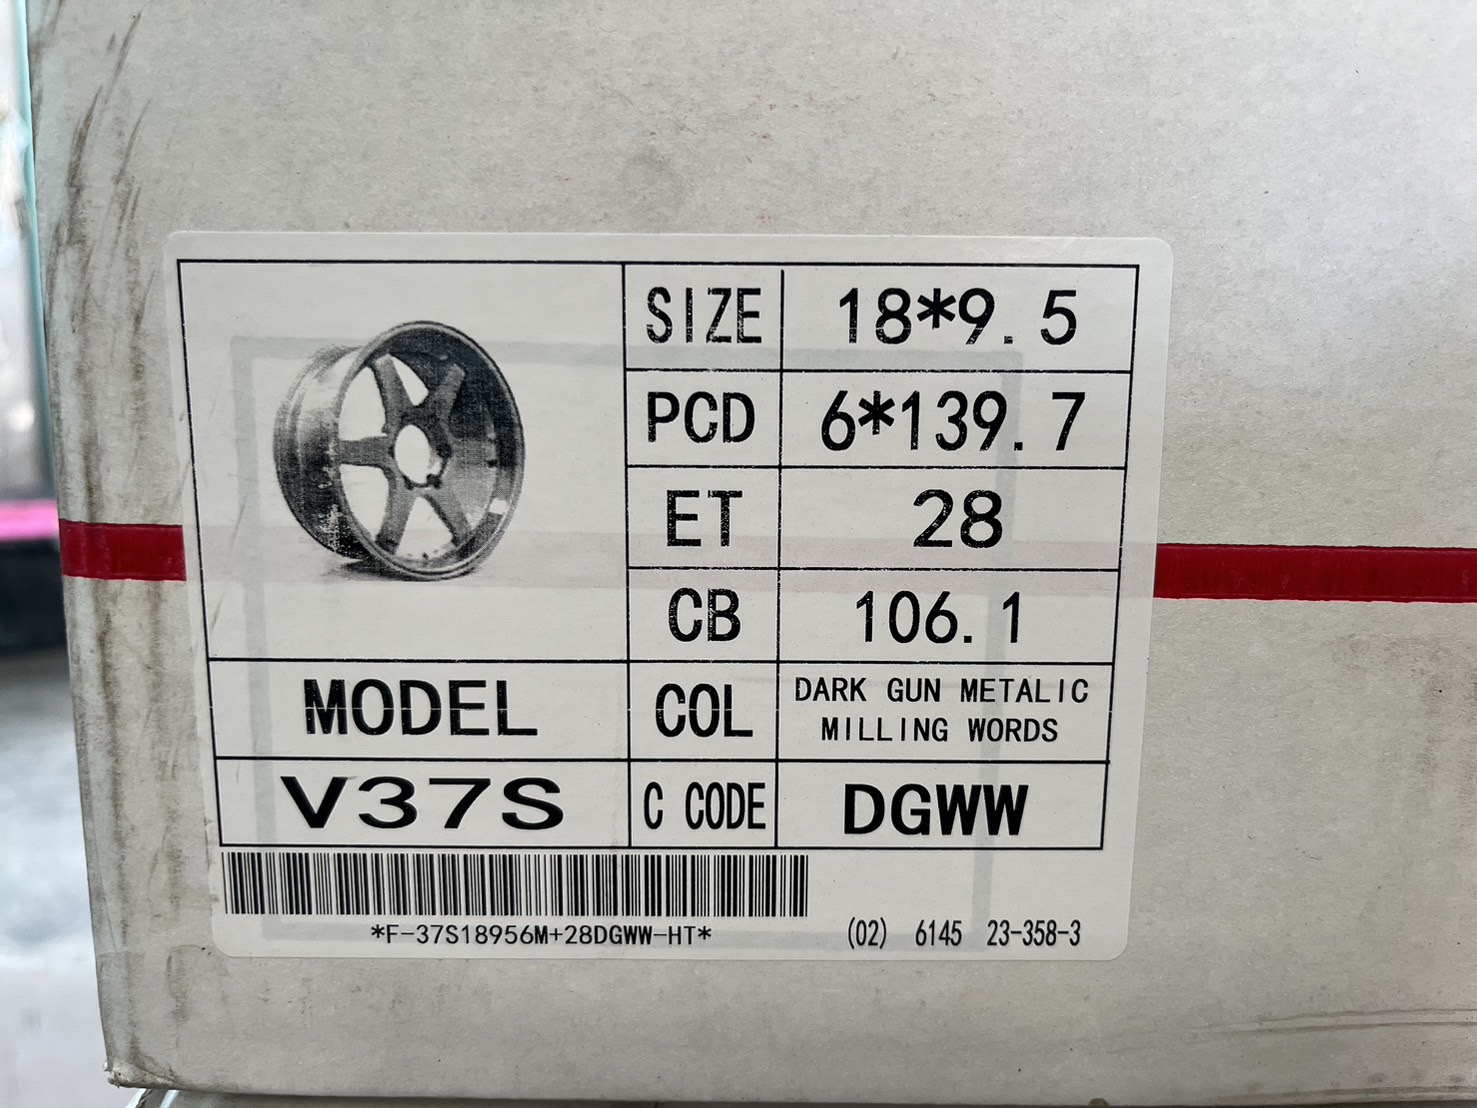 SIZE 18*9.5
PCD 6*139.7
ET 28
CB 106.1
MODEL COL DARK GUN METALIC
MILLING WORDS
V37S C CODE DGWW
*F-37S18956M+28DGWW-HT* (02) 6145 23-358-3